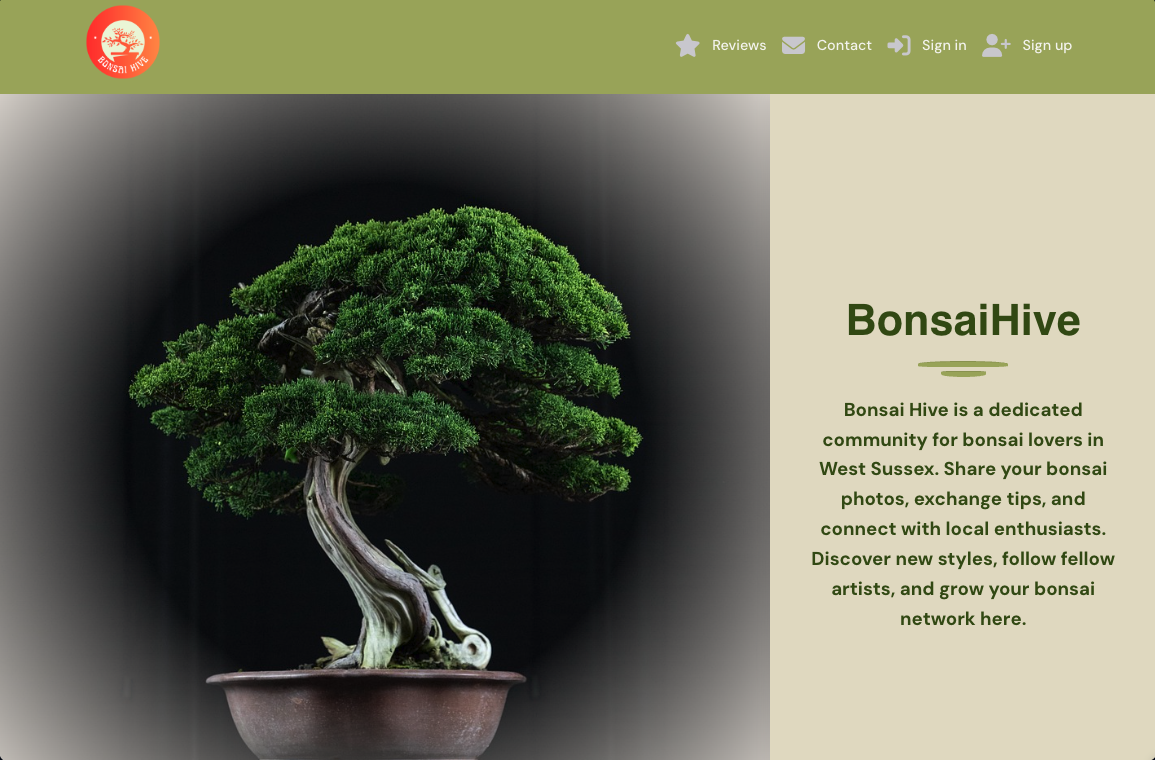 BONSAI HIVE
Reviews
Contact
Sign in
Sign up
BonsaiHive
Bonsai Hive is a dedicated
community for bonsai lovers in
West Sussex. Share your bonsai
photos, exchange tips, and
connect with local enthusiasts.
Discover new styles, follow fellow
artists, and grow your bonsai
network here.